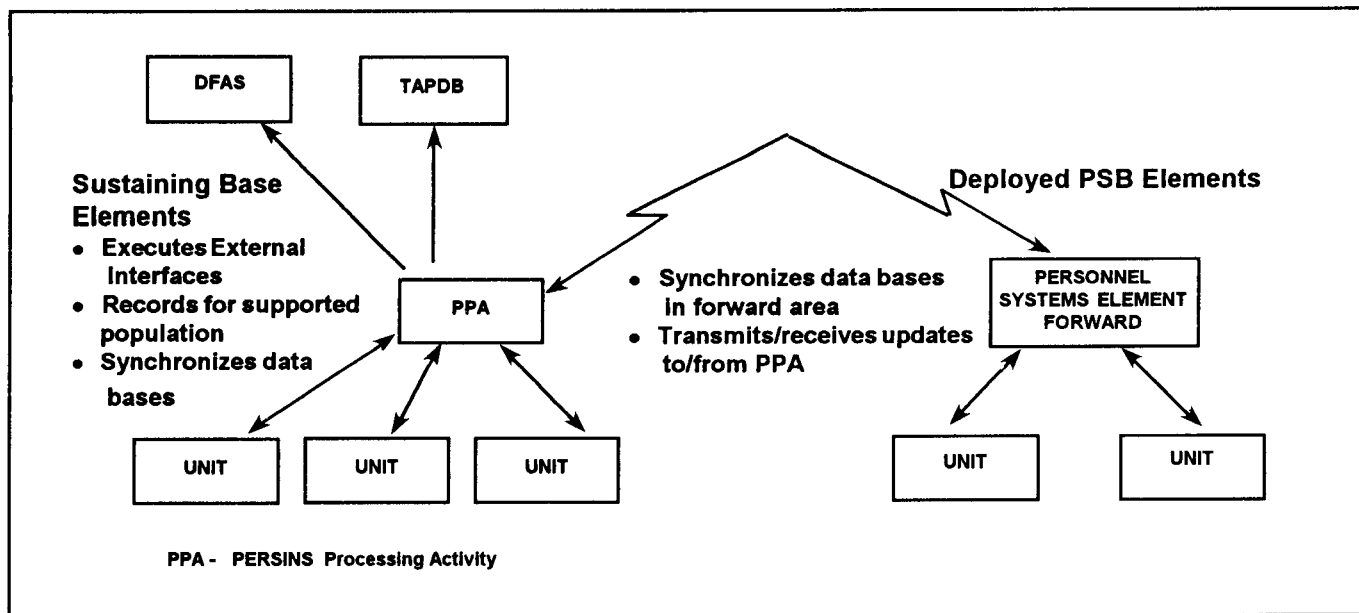 DFAS
TAPDB
Sustaining Base
Elements
• Executes External
Interfaces
• Records for supported
population
• Synchronizes data
bases
PPA
• Synchronizes data bases
in forward area
• Transmits/receives updates
to/from PPA
Deployed PSB Elements
PERSONNEL
SYSTEMS ELEMENT
FORWARD
UNIT
UNIT
UNIT
UNIT
UNIT
PPA - PERSINS Processing Activity